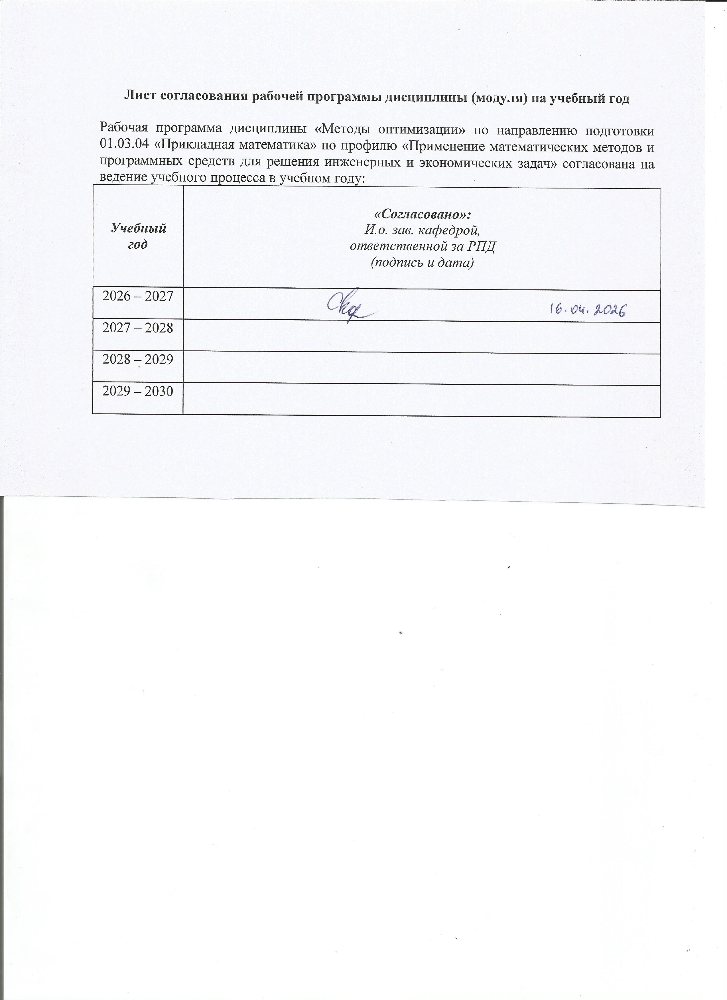 Лист согласования рабочей программы дисциплины (модуля) на учебный год
Рабочая программа дисциплины «Методы оптимизации» по направлению подготовки
01.03.04 «Прикладная математика» по профилю «Применение математических методов и
программных средств для решения инженерных и экономических задач» согласована на
ведение учебного процесса в учебном году:
Учебный
год
«Согласовано»:
И.о. зав. кафедрой,
ответственной за РПД
(подпись и дата)
2026 – 2027
16.04.2026
2027 – 2028
2028 – 2029
2029 – 2030